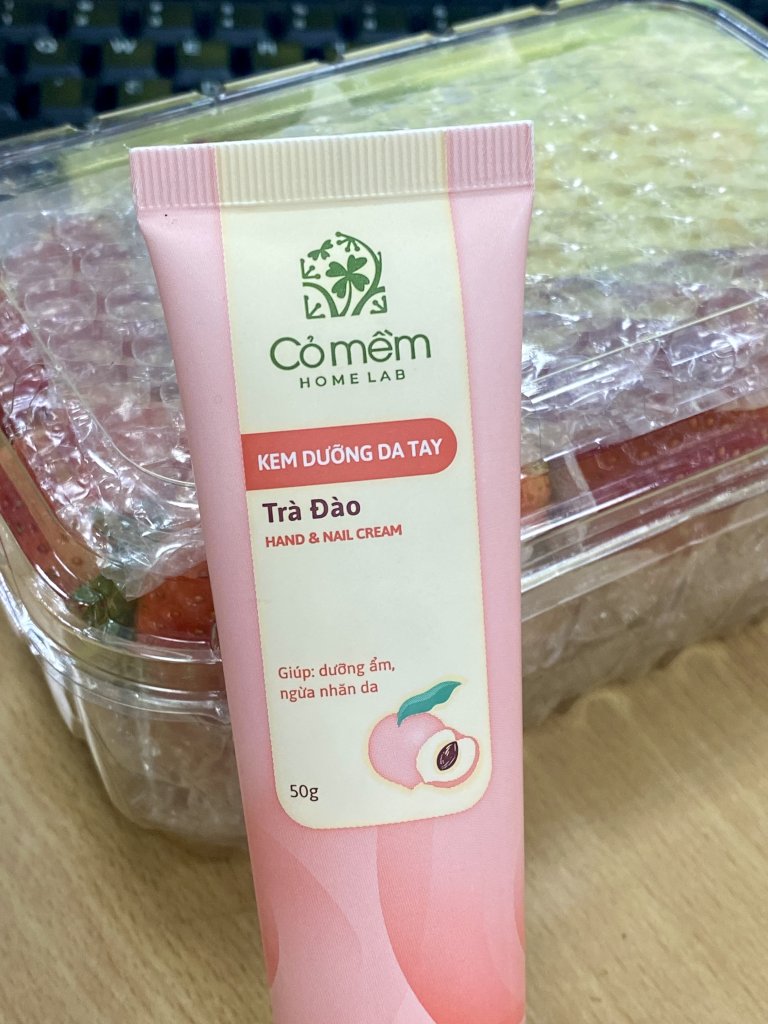 Cỏ mềm
HOME LAB
KEM DƯỠNG DA TAY
Trà Đào
HAND & NAIL CREAM
Giúp: dưỡng ẩm,
ngừa nhăn da
50g